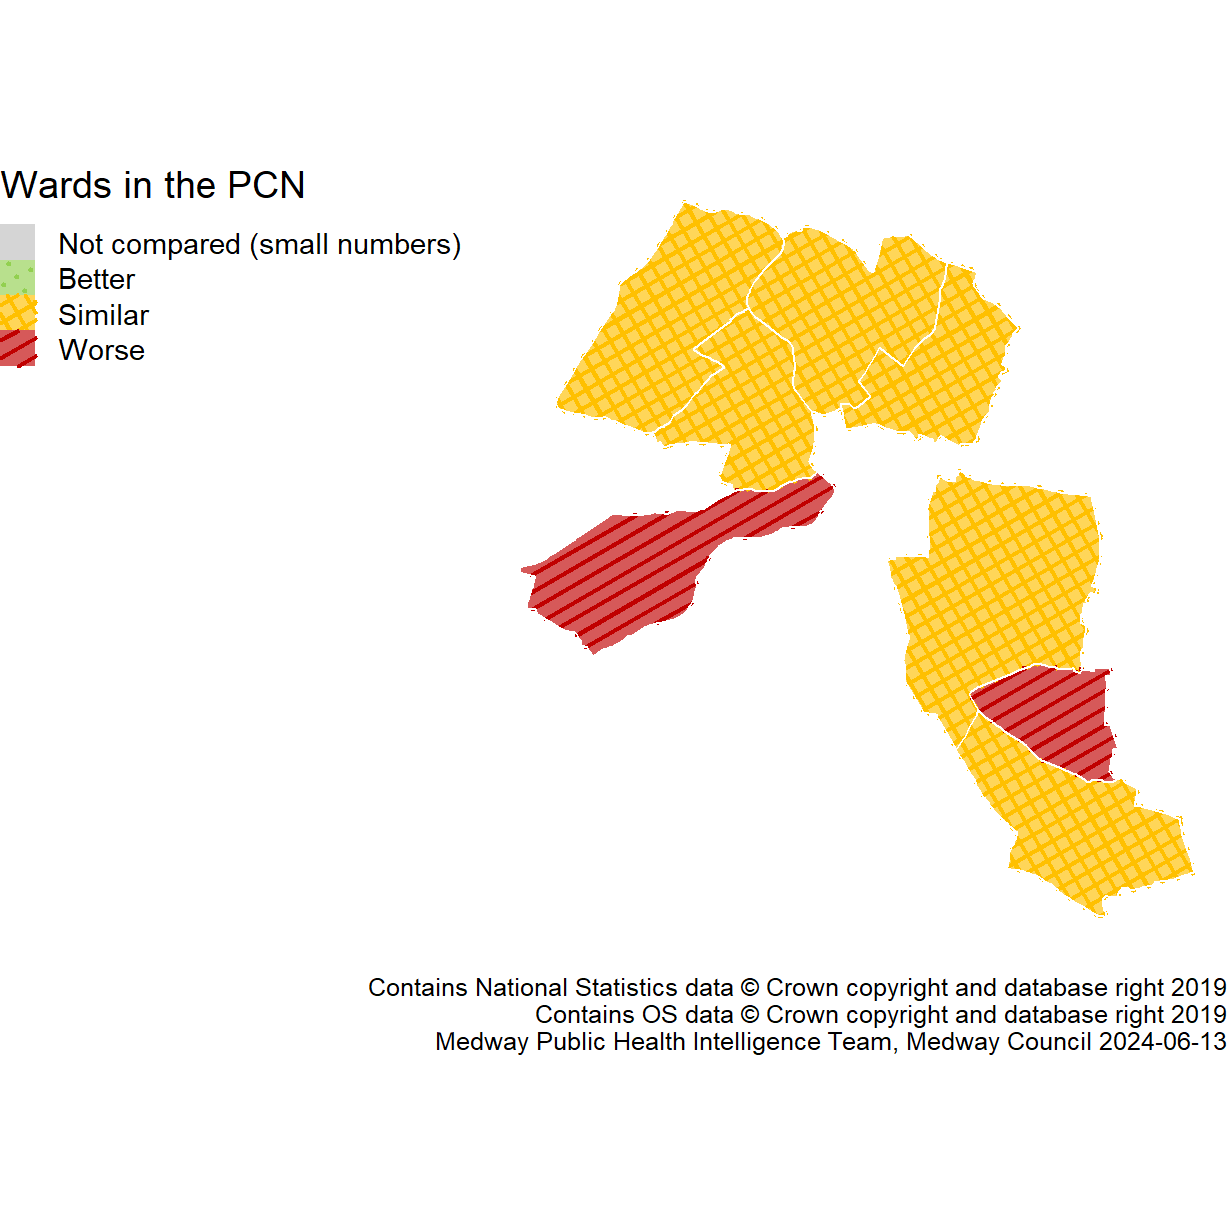 Wards in the PCN
Not compared (small numbers)
Better
Similar
Worse
Contains National Statistics data © Crown copyright and database right 2019
Contains OS data © Crown copyright and database right 2019
Medway Public Health Intelligence Team, Medway Council 2024-06-13